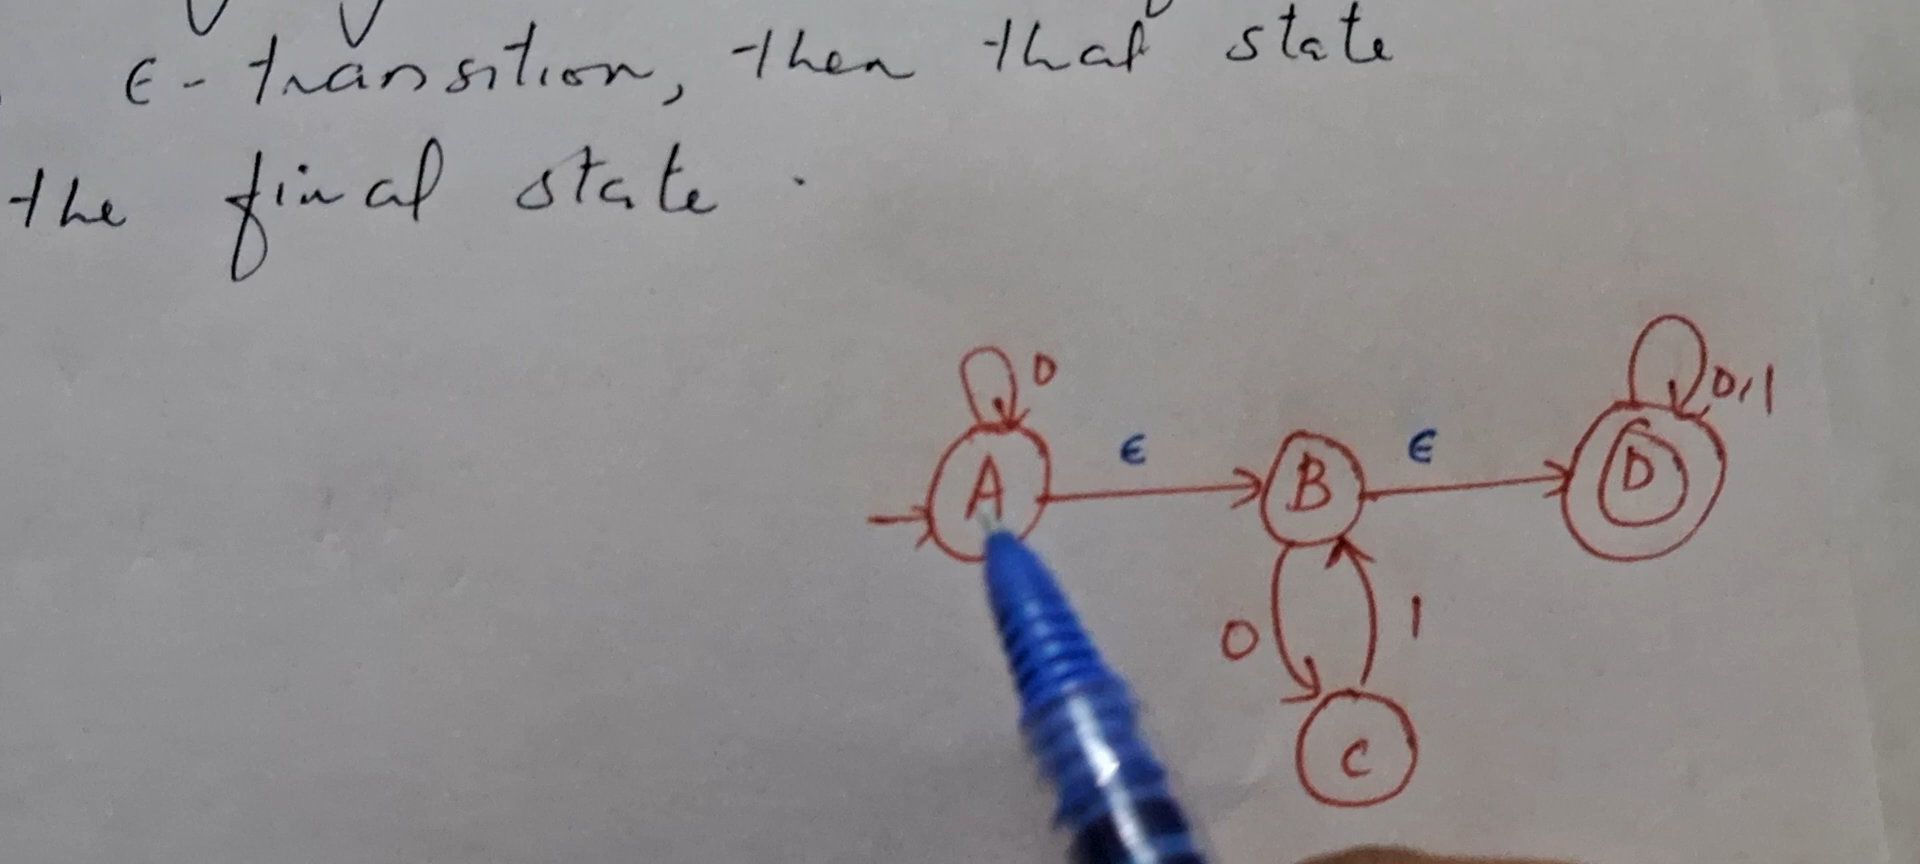 ϵ - transition, then that state
the final state .
0
0,1
ϵ
ϵ
A
B
D
0
1
C